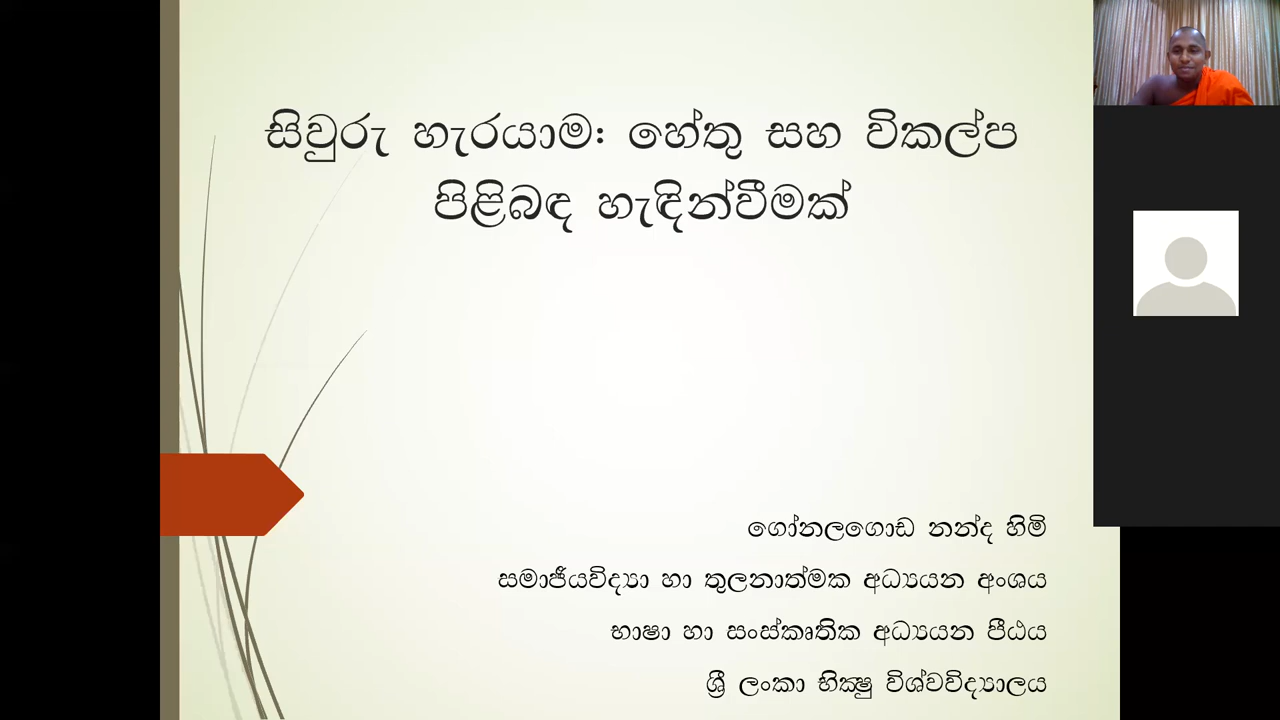 සිවුරු හැරයාම: හේතු සහ විකල්ප
පිළිබඳ හැඳින්වීමක්
ගෝනලගොඩ නන්ද හිමි
සමාජීයවිද්‍යා හා තුලනාත්මක අධ්‍යයන අංශය
භාෂා හා සංස්කෘතික අධ්‍යයන පීඨය
ශ්‍රී ලංකා භික්‍ෂු විශ්වවිද්‍යාලය